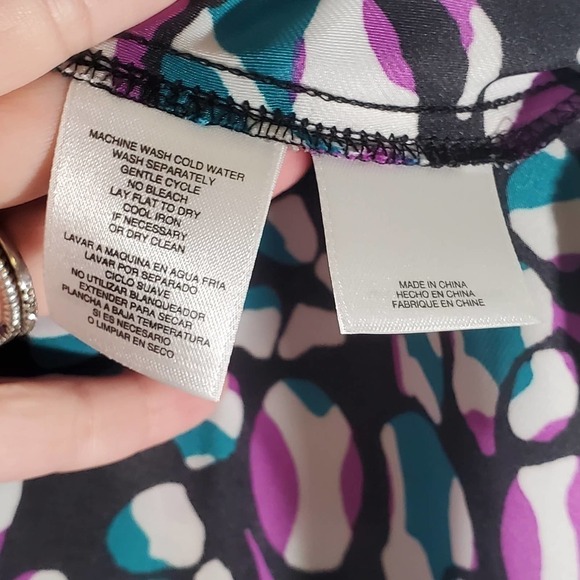 MACHINE WASH COLD WATER
WASH SEPARATELY
GENTLE CYCLE
NO BLEACH
LAY FLAT TO DRY
COOL IRON
IF NECESSARY
OR DRY CLEAN
LAVAR A MAQUINA EN AGUA FRIA
LAVAR POR SEPARADO
CICLO SUAVE
NO UTILIZAR BLANQUEADOR
EXTENDER PARA SECAR
PLANCHA A BAJA TEMPERATURA
SI ES NECESARIO
O LIMPIAR EN SECO
MADE IN CHINA
HECHO EN CHINA
FABRIQUE EN CHINE